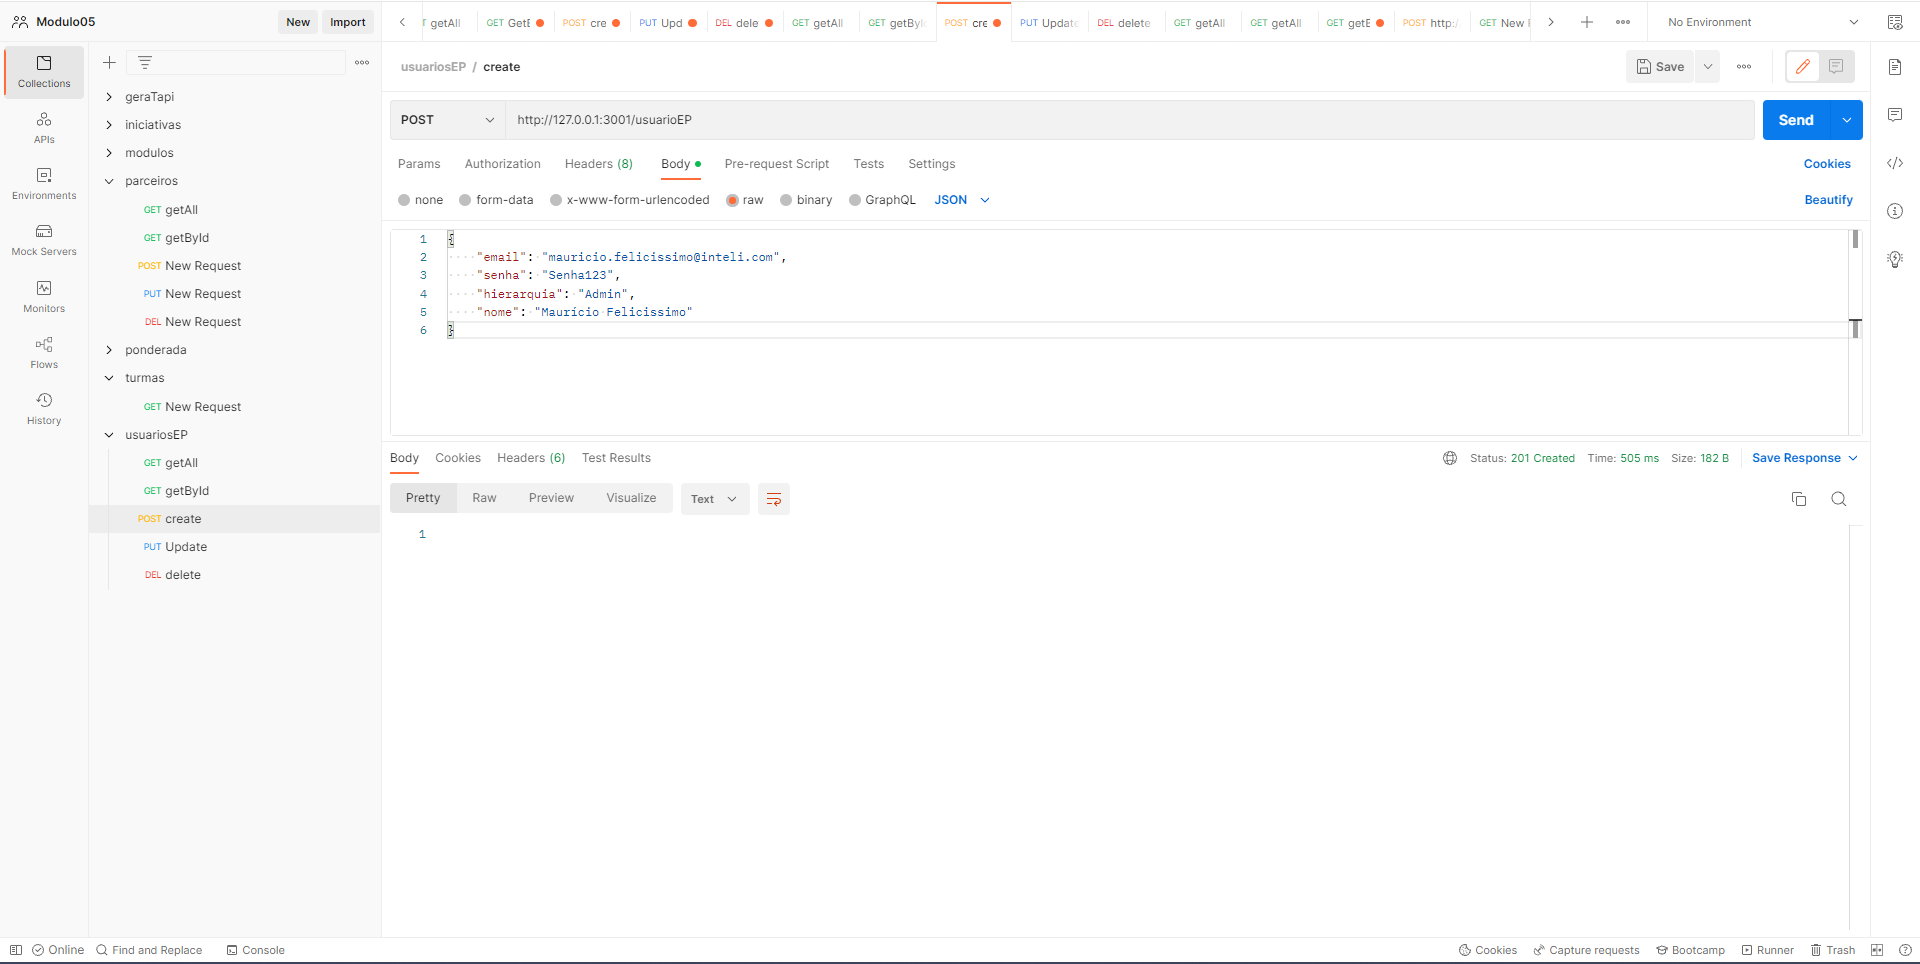 Modulo05
New
Import
getAll
GET GetE
POST cre
PUT Upd
DEL dele
GET getAll
GET getByI
POST cre
PUT Update
DEL delete
GET getAll
GET getAll
GET getE
POST http:/
GET New
No Environment
Collections
APIs
Environments
Mock Servers
Monitors
Flows
History
geraTapi
iniciativas
modulos
parceiros
GET getAll
GET getById
POST New Request
PUT New Request
DEL New Request
ponderada
turmas
GET New Request
usuariosEP
GET getAll
GET getById
POST create
PUT Update
DEL delete
usuariosEP / create
Save
POST
http://127.0.0.1:3001/usuarioEP
Send
Params Authorization Headers (8) Body Pre-request Script Tests Settings
Cookies
none form-data x-www-form-urlencoded raw binary GraphQL JSON
Beautify
1 {
2 "email": "mauricio.felicissimo@inteli.com",
3 "senha": "Senha123",
4 "hierarquia": "Admin",
5 "nome": "Maurício Felicissimo"
6 }
Body Cookies Headers (6) Test Results
Status: 201 Created Time: 505 ms Size: 182 B
Save Response
Pretty Raw Preview Visualize Text
1
Online
Find and Replace
Console
Cookies
Capture requests
Bootcamp
Runner
Trash